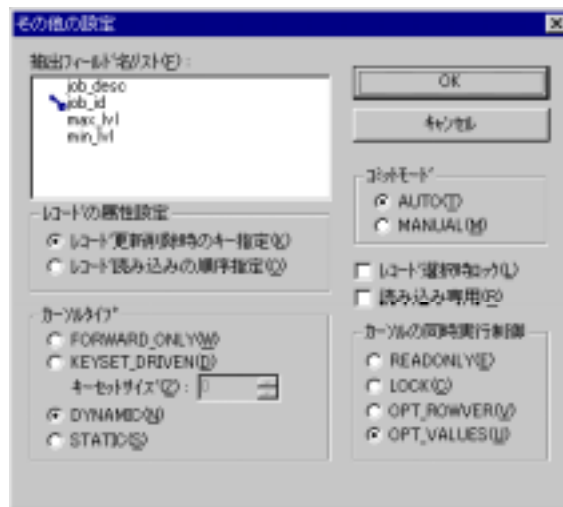 その他の設定
抽出フィールド名リスト(F):
job_desc
job_id
max_lvl
min_lvl
OK
キャンセル
コミットモード
AUTO(T)
MANUAL(M)
レコードの属性設定
レコード更新削除時のキー指定(K)
レコード読み込みの順序指定(O)
レコード選択時ロック(L)
読み込み専用(R)
カーソルタイプ
FORWARD_ONLY(W)
KEYSET_DRIVEN(D)
キーセットサイズ(Z): 0
DYNAMIC(N)
STATIC(S)
カーソルの同時実行制御
READONLY(E)
LOCK(C)
OPT_ROWVER(V)
OPT_VALUES(U)